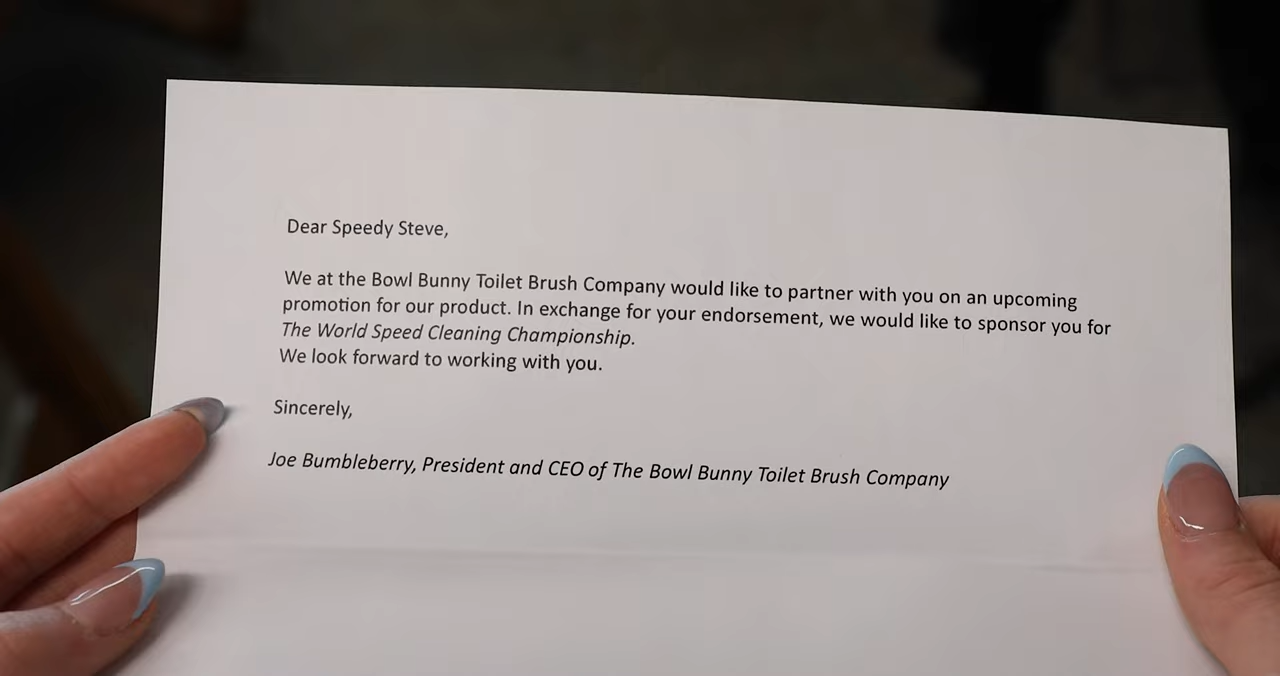 Dear Speedy Steve,
We at the Bowl Bunny Toilet Brush Company would like to partner with you on an upcoming
promotion for our product. In exchange for your endorsement, we would like to sponsor you for
The World Speed Cleaning Championship.
We look forward to working with you.
Sincerely,
Joe Bumbleberry, President and CEO of The Bowl Bunny Toilet Brush Company